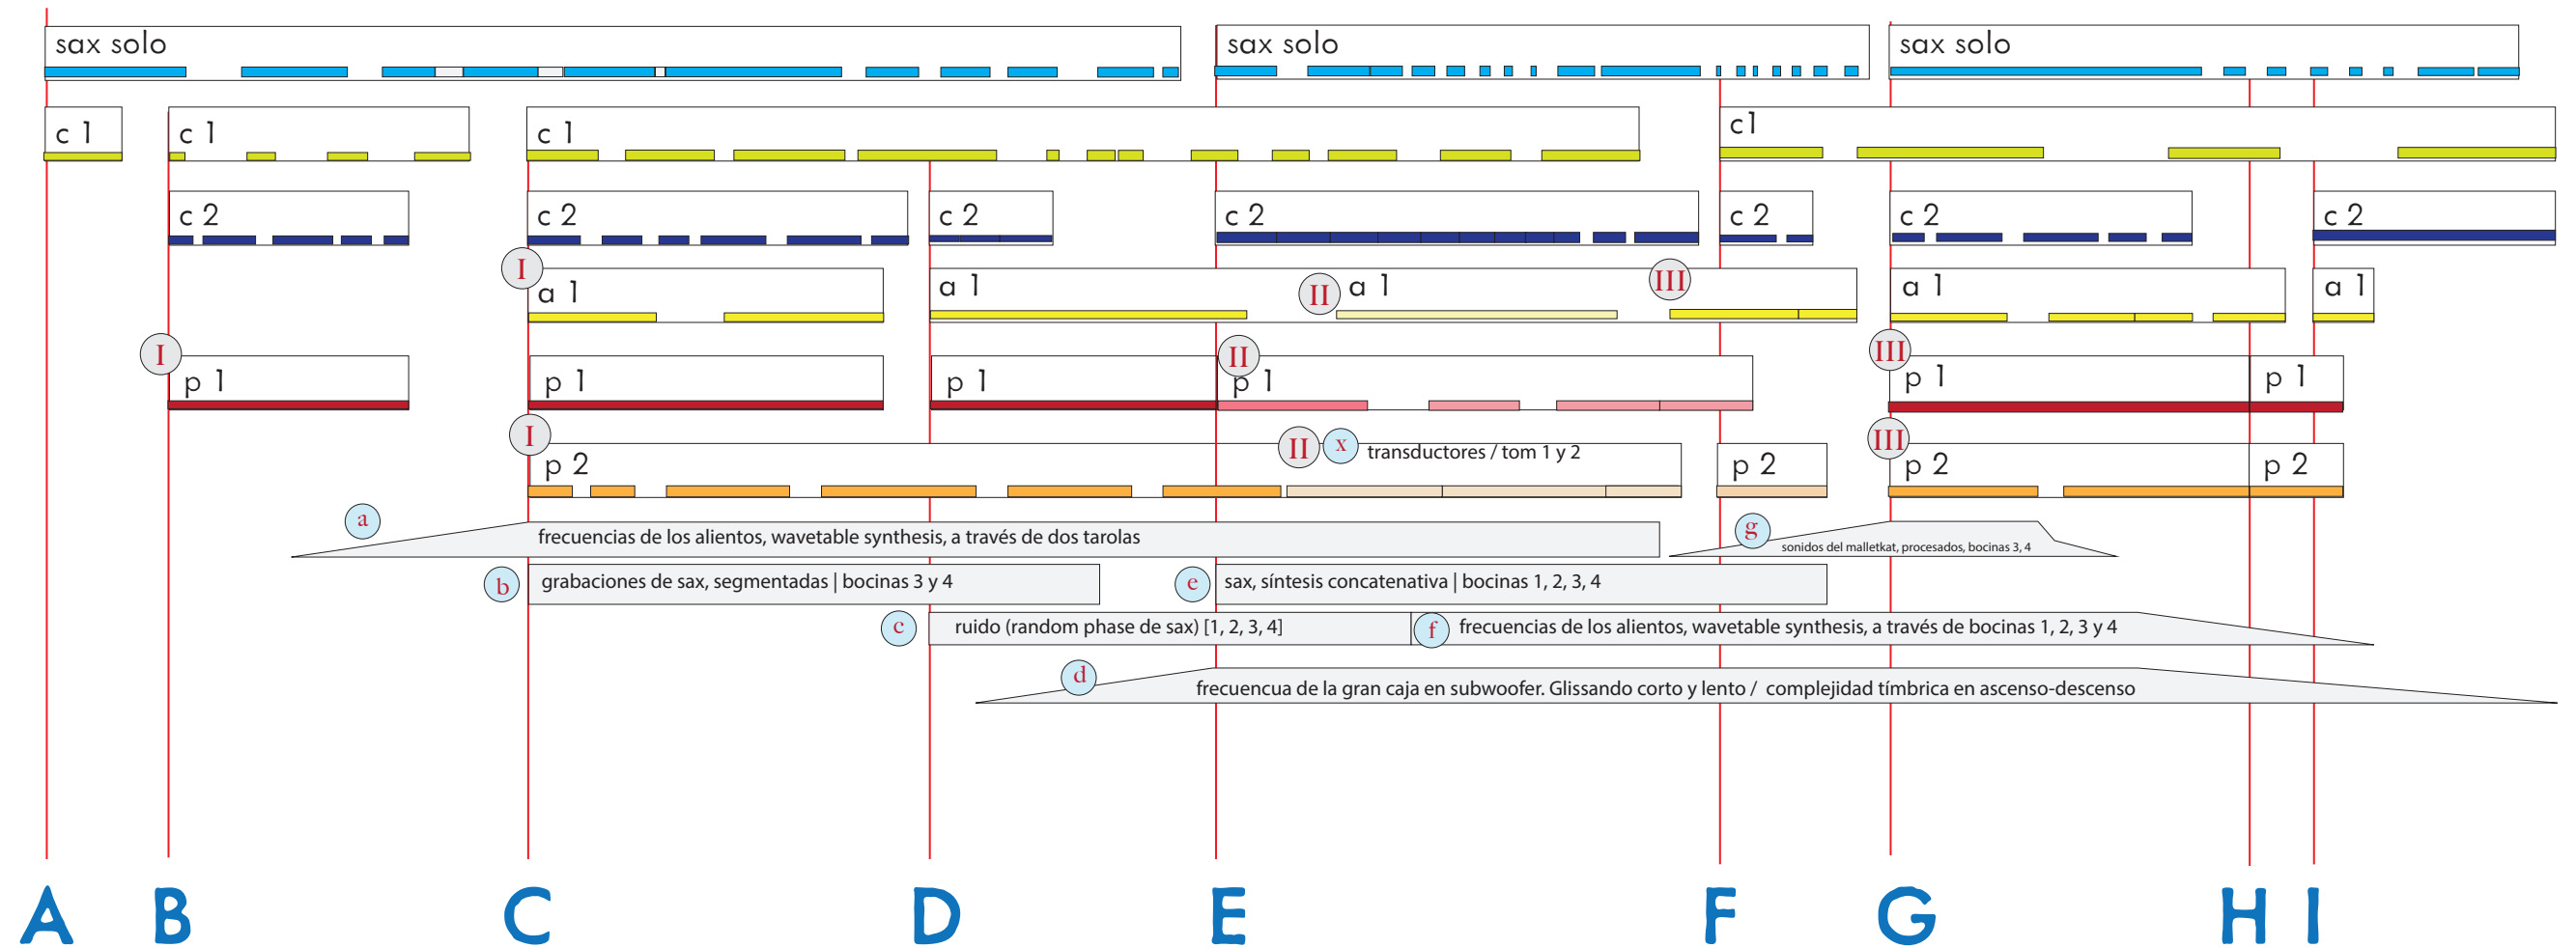 sax solo sax solo sax solo
c 1 c 1 c 1 c1
c 2 c 2 c 2 c 2 c 2 c 2 c 2
I a 1 a 1 II a 1 III a 1 a 1
I p 1 p 1 p 1 II p 1 III p 1 p 1
I p 2 II x transductores / tom 1 y 2 p 2 III p 2 p 2
a frecuencias de los alientos, wavetable synthesis, a través de dos tarolas
g sonidos del malletkat, procesados, bocinas 3, 4
b grabaciones de sax, segmentadas | bocinas 3 y 4
e sax, síntesis concatenativa | bocinas 1, 2, 3, 4
c ruido (random phase de sax) [1, 2, 3, 4]
f frecuencias de los alientos, wavetable synthesis, a través de bocinas 1, 2, 3 y 4
d frecuencua de la gran caja en subwoofer. Glissando corto y lento / complejidad tímbrica en ascenso-descenso
A B C D E F G H I